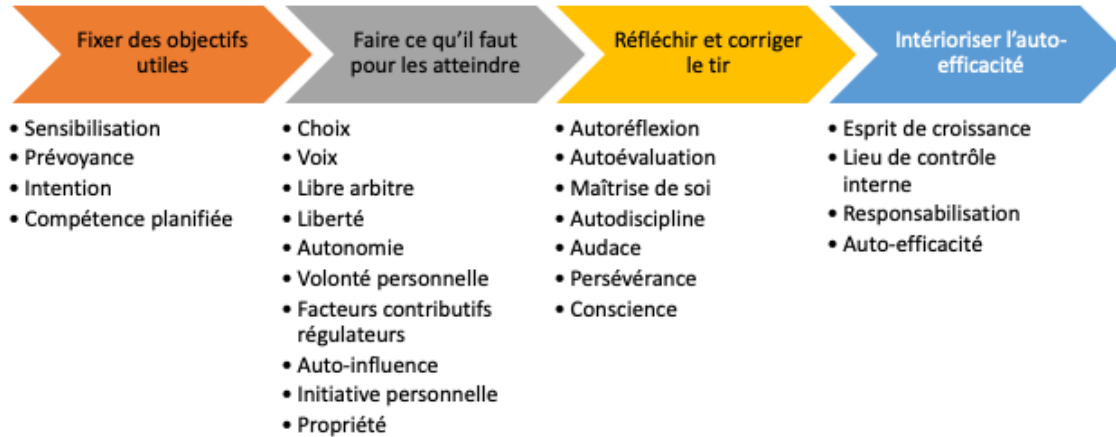 Fixer des objectifs
utiles
Faire ce qu'il faut
pour les atteindre
Réfléchir et corriger
le tir
Intérioriser l'auto-
efficacité
• Sensibilisation
• Prévoyance
• Intention
• Compétence planifiée
• Choix
• Voix
• Libre arbitre
• Liberté
• Autonomie
• Volonté personnelle
• Facteurs contributifs
régulateurs
• Auto-influence
• Initiative personnelle
• Propriété
• Autoréflexion
• Autoévaluation
• Maîtrise de soi
• Autodiscipline
• Audace
• Persévérance
• Conscience
• Esprit de croissance
• Lieu de contrôle
interne
• Responsabilisation
• Auto-efficacité